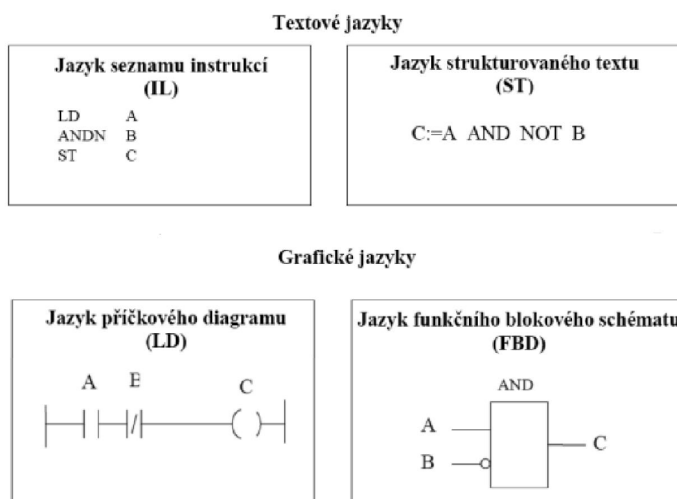 Textové jazyky
Jazyk seznamu instrukcí
(IL)
LD A
ANDN B
ST C
Jazyk strukturovaného textu
(ST)
C:=A AND NOT B
Grafické jazyky
Jazyk příčkového diagramu
(LD)
A B C
Jazyk funkčního blokového schématu
(FBD)
AND
A
B
C